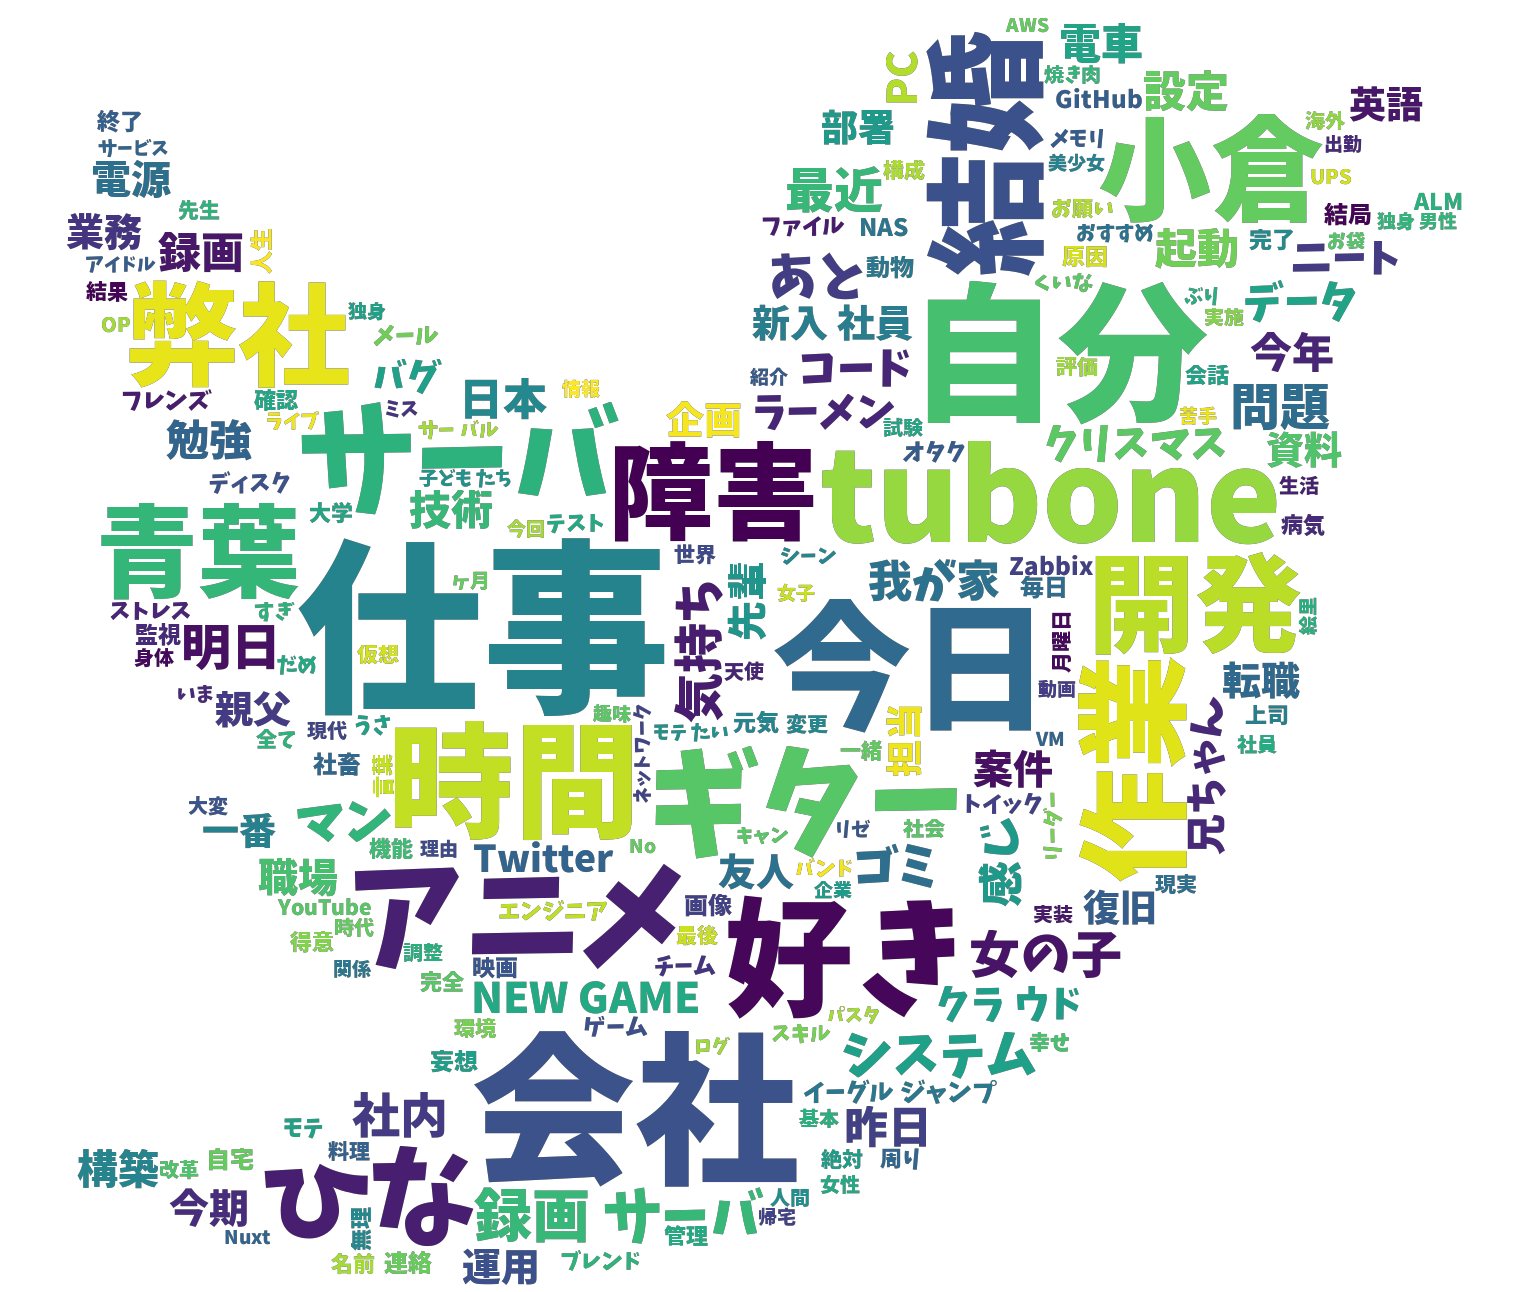 AWS
電車
結婚
PC
焼き肉
GitHub
設定
英語
終了
部署
小倉
海外
サービス
メモリ
出勤
電源
最近
構成
美少女
UPS
先生
お願い
ALM
業務
ファイル
NAS
おすすめ
結局
独身 男性
録画
人生
あと
動物
原因
起動
完了
お袋
ニート
アイドル
結果
弊社
自分
くいな
ぶり
データ
OP
独身
新入 社員
実施
メール
コード
評価
今年
バグ
紹介
会話
フレンズ
確認
ミス
日本
情報
企画
ラーメン
苦手
問題
ライブ
サーバ
サー バル
試験
クリスマス
勉強
障害
オタク
資料
ディスク
子ども たち
tubone
生活
大学
技術
今回
テスト
病気
青葉
仕事
世界
シーン
我が家
Zabbix
開発
ヶ月
気持ち
先輩
女子
毎日
ストレス
すぎ
今日
月曜日
絵里
監視
明日
身体
だめ
仮想
天使
動画
作業
転職
いま
親父
現代
うさ
趣味
モテ たい
元気
変更
担当
上司
全て
時間
ネットワーク
ギター
一緒
VM
社員
社畜
言葉
案件
兄ちゃん
大変
一番
マン
トイック
リーダー
機能
理由
No
キャン
リゼ
社会
感じ
職場
Twitter
友人
バンド
ゴミ
企業
現実
アニメ
YouTube
エンジニア
画像
好き
実装
復旧
時代
得意
調整
最後
女の子
関係
映画
チーム
完全
NEW GAME
クラ ウド
環境
ゲーム
パスタ
スキル
妄想
会社
ログ
システム
幸せ
イーグル ジャンプ
社内
モテ
基本
昨日
構築
改革
自宅
料理
ひな
絶対
周り
女性
今期
録画 サーバ
人間
帰宅
Nuxt
無理
管理
名前
連絡
運用
ブレンド